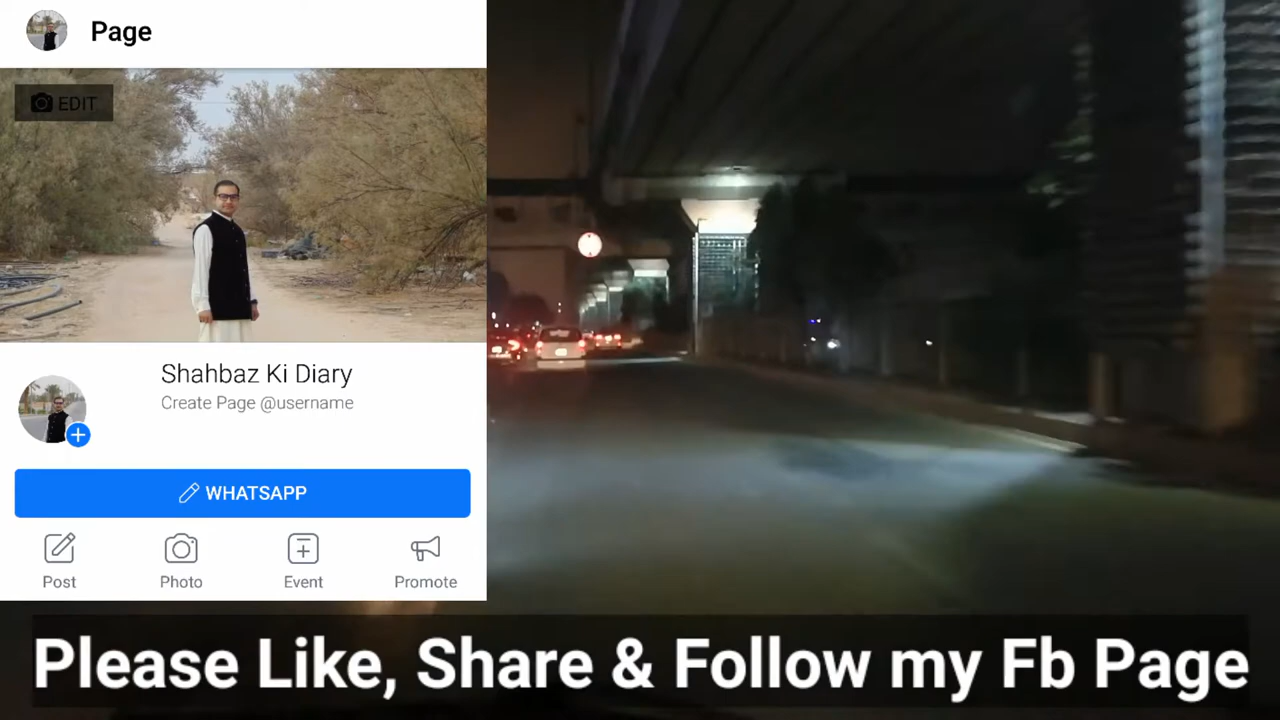 Page
EDIT
Shahbaz Ki Diary
Create Page @username
WHATSAPP
Post
Photo
Event
Promote
Please Like, Share & Follow my Fb Page